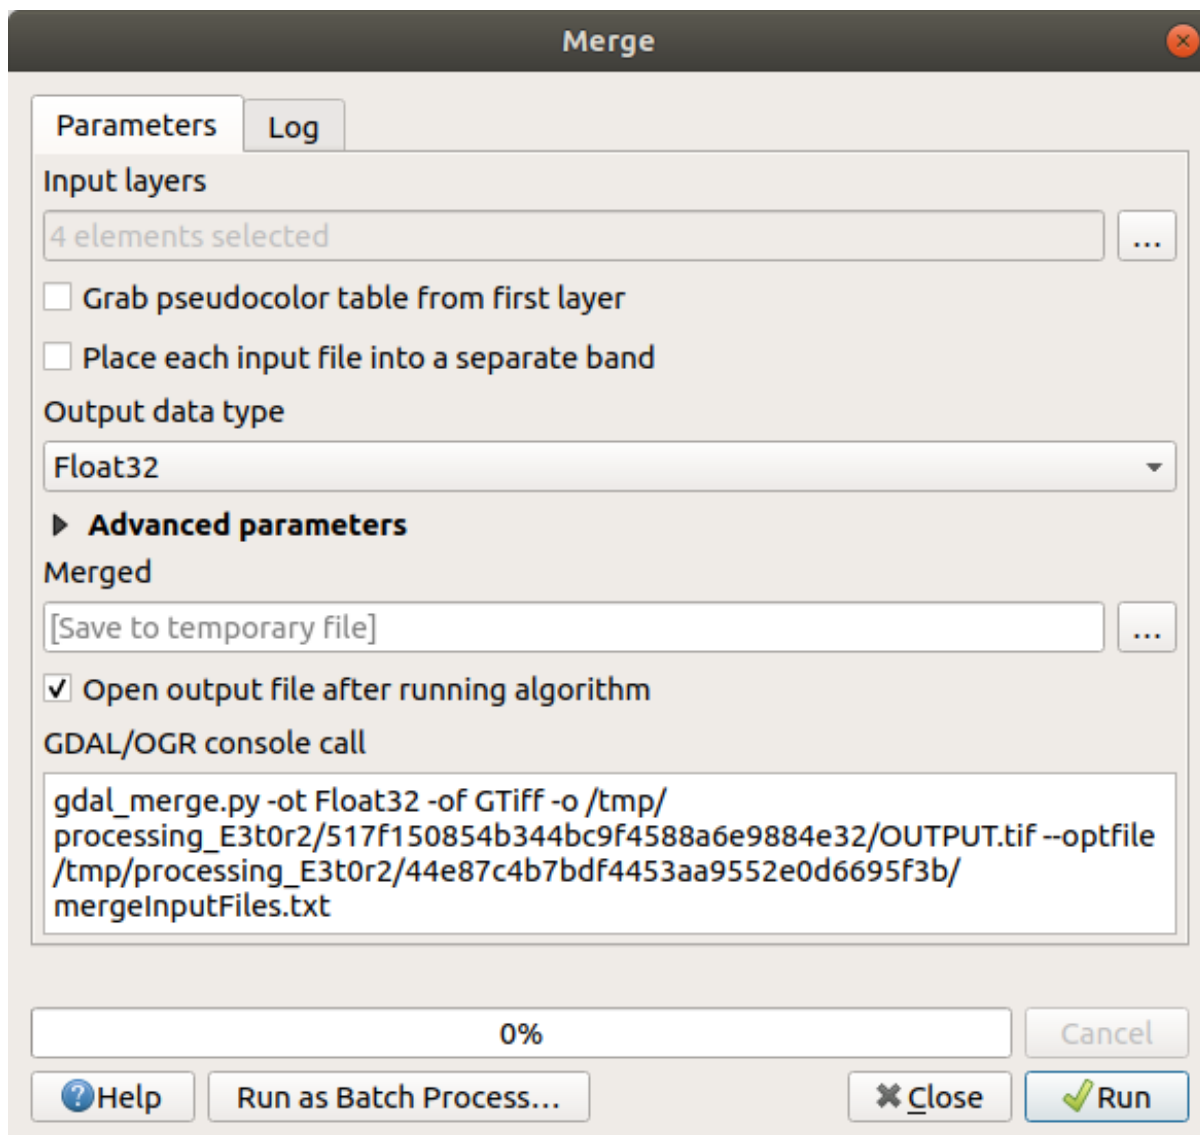 Merge
Parameters
Log
Input layers
4 elements selected
...
Grab pseudocolor table from first layer
Place each input file into a separate band
Output data type
Float32
Advanced parameters
Merged
[Save to temporary file]
...
Open output file after running algorithm
GDAL/OGR console call
gdal_merge.py -ot Float32 -of GTiff -o /tmp/
processing_E3t0r2/517f150854b344bc9f4588a6e9884e32/OUTPUT.tif --optfile
/tmp/processing_E3t0r2/44e87c4b7bdf4453aa9552e0d6695f3b/
mergeInputFiles.txt
0%
Cancel
Help
Run as Batch Process...
Close
Run